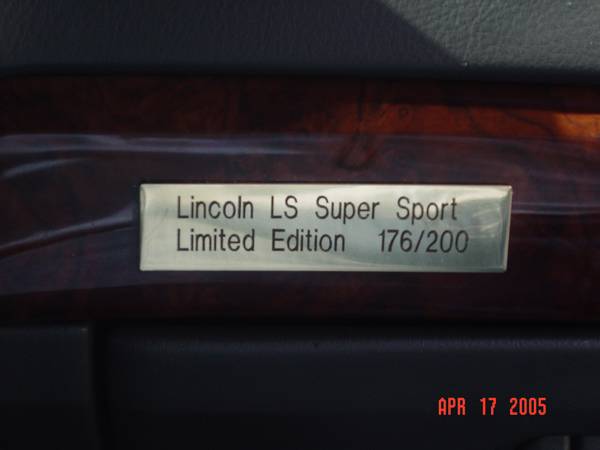 Lincoln LS Super Sport
Limited Edition 176/200
APR 17 2005